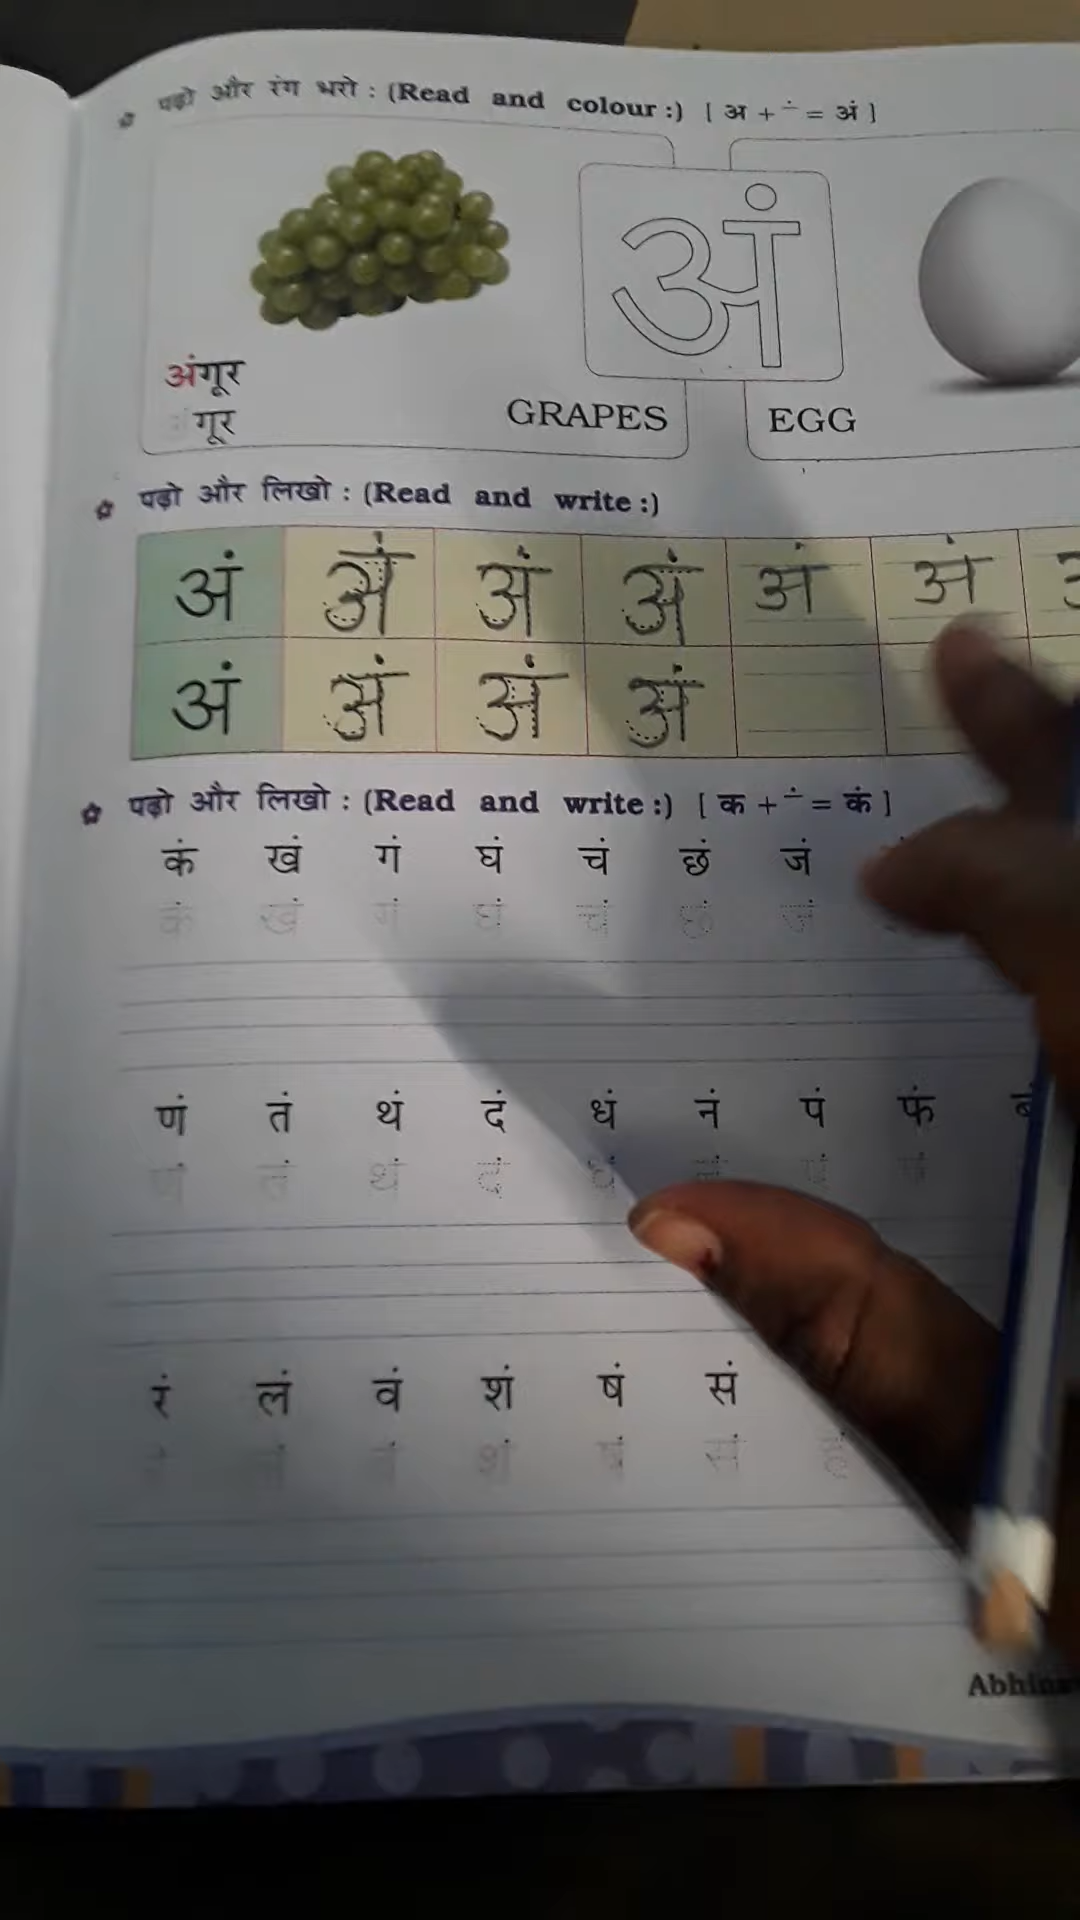 पढ़ो और रंग भरो : (Read and colour :) [ अ + ं = अं ]
अं
अंगूर
गूर
GRAPES EGG
पढ़ो और लिखो : (Read and write :)
अं अं अं अं अं अं
अं अं अं अं
पढ़ो और लिखो : (Read and write :) [ क + ं = कं ]
कं खं गं घं चं छं जं
कं खं गं घं चं छं जं
णं तं थं दं धं नं पं फं
णं तं थं दं धं नं पं फं
रं लं वं शं षं सं
रं लं वं शं षं सं हं